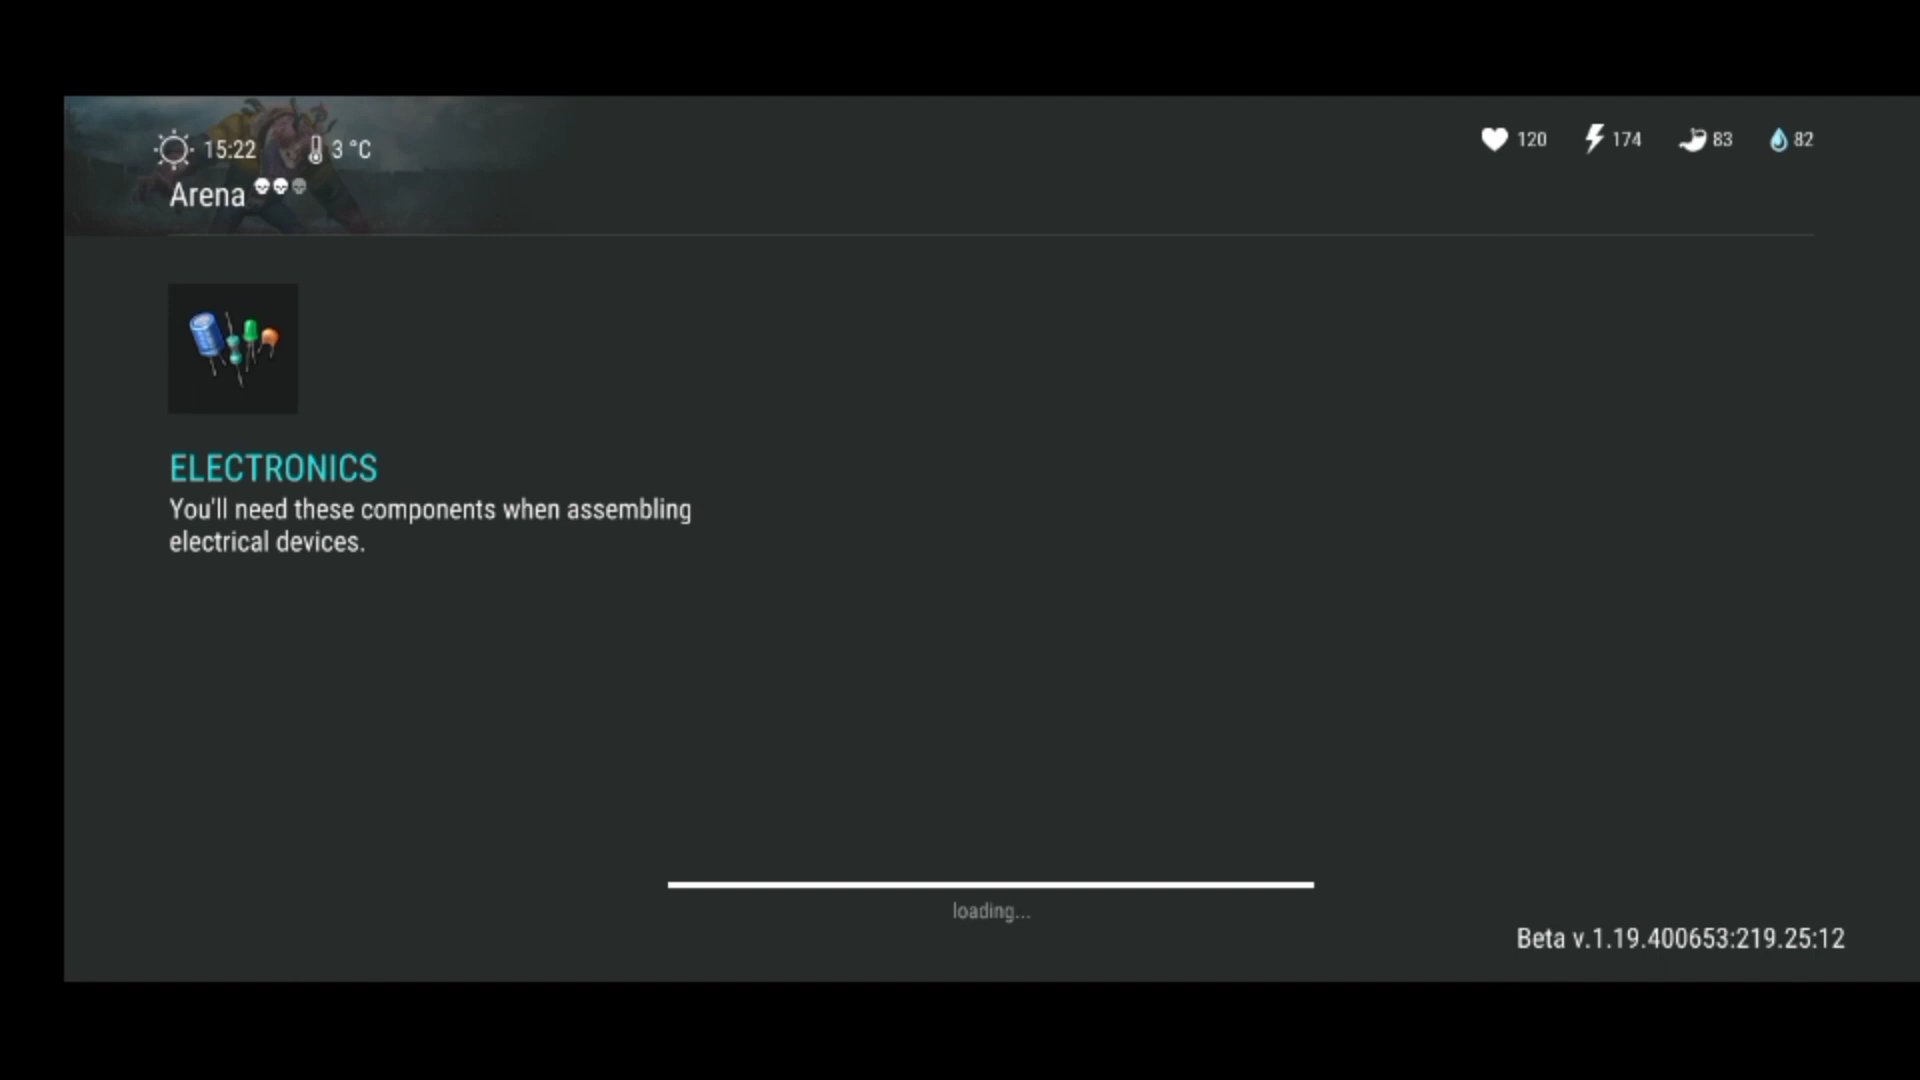 15:22 3 °C
120 174 83 82
Arena
ELECTRONICS
You'll need these components when assembling
electrical devices.
loading...
Beta v.1.19.400653:219.25:12